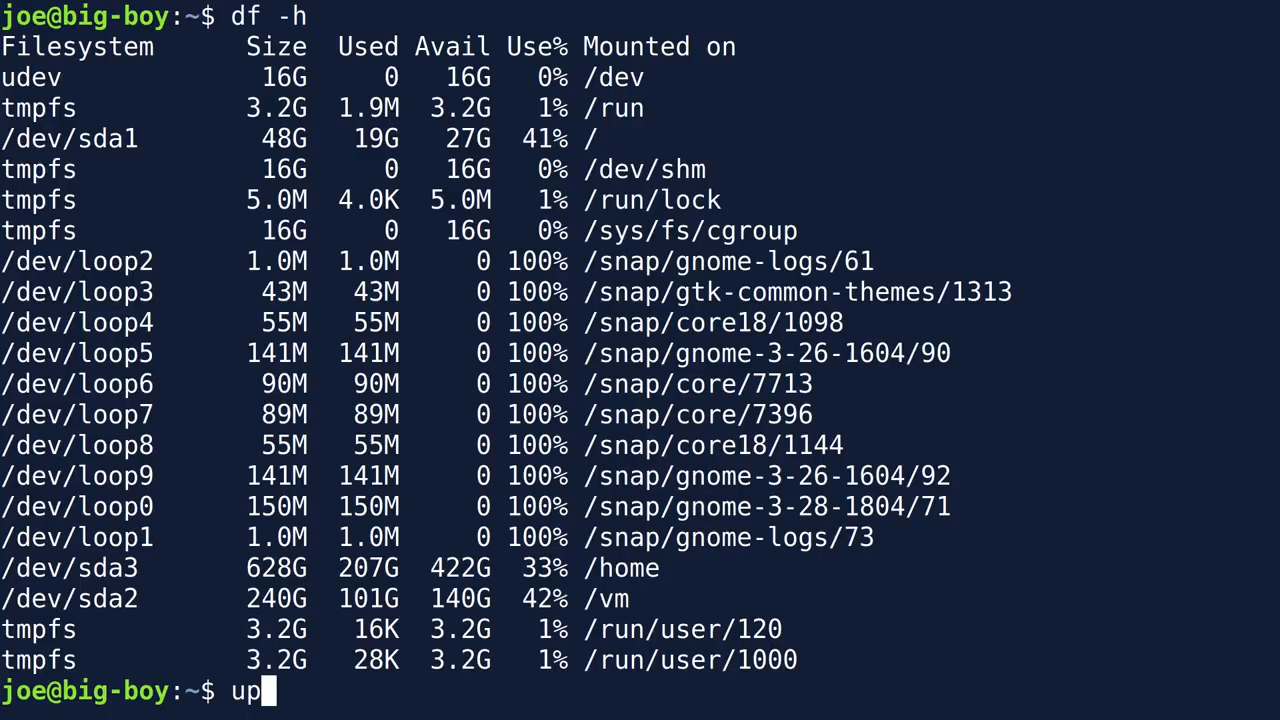 joe@big-boy:~$ df -h
Filesystem      Size  Used Avail Use% Mounted on
udev             16G     0   16G   0% /dev
tmpfs           3.2G  1.9M  3.2G   1% /run
/dev/sda1        48G   19G   27G  41% /
tmpfs            16G     0   16G   0% /dev/shm
tmpfs           5.0M  4.0K  5.0M   1% /run/lock
tmpfs            16G     0   16G   0% /sys/fs/cgroup
/dev/loop2      1.0M  1.0M     0 100% /snap/gnome-logs/61
/dev/loop3       43M   43M     0 100% /snap/gtk-common-themes/1313
/dev/loop4       55M   55M     0 100% /snap/core18/1098
/dev/loop5      141M  141M     0 100% /snap/gnome-3-26-1604/90
/dev/loop6       90M   90M     0 100% /snap/core/7713
/dev/loop7       89M   89M     0 100% /snap/core/7396
/dev/loop8       55M   55M     0 100% /snap/core18/1144
/dev/loop9      141M  141M     0 100% /snap/gnome-3-26-1604/92
/dev/loop0      150M  150M     0 100% /snap/gnome-3-28-1804/71
/dev/loop1      1.0M  1.0M     0 100% /snap/gnome-logs/73
/dev/sda3       628G  207G  422G  33% /home
/dev/sda2       240G  101G  140G  42% /vm
tmpfs           3.2G   16K  3.2G   1% /run/user/120
tmpfs           3.2G   28K  3.2G   1% /run/user/1000
joe@big-boy:~$ up